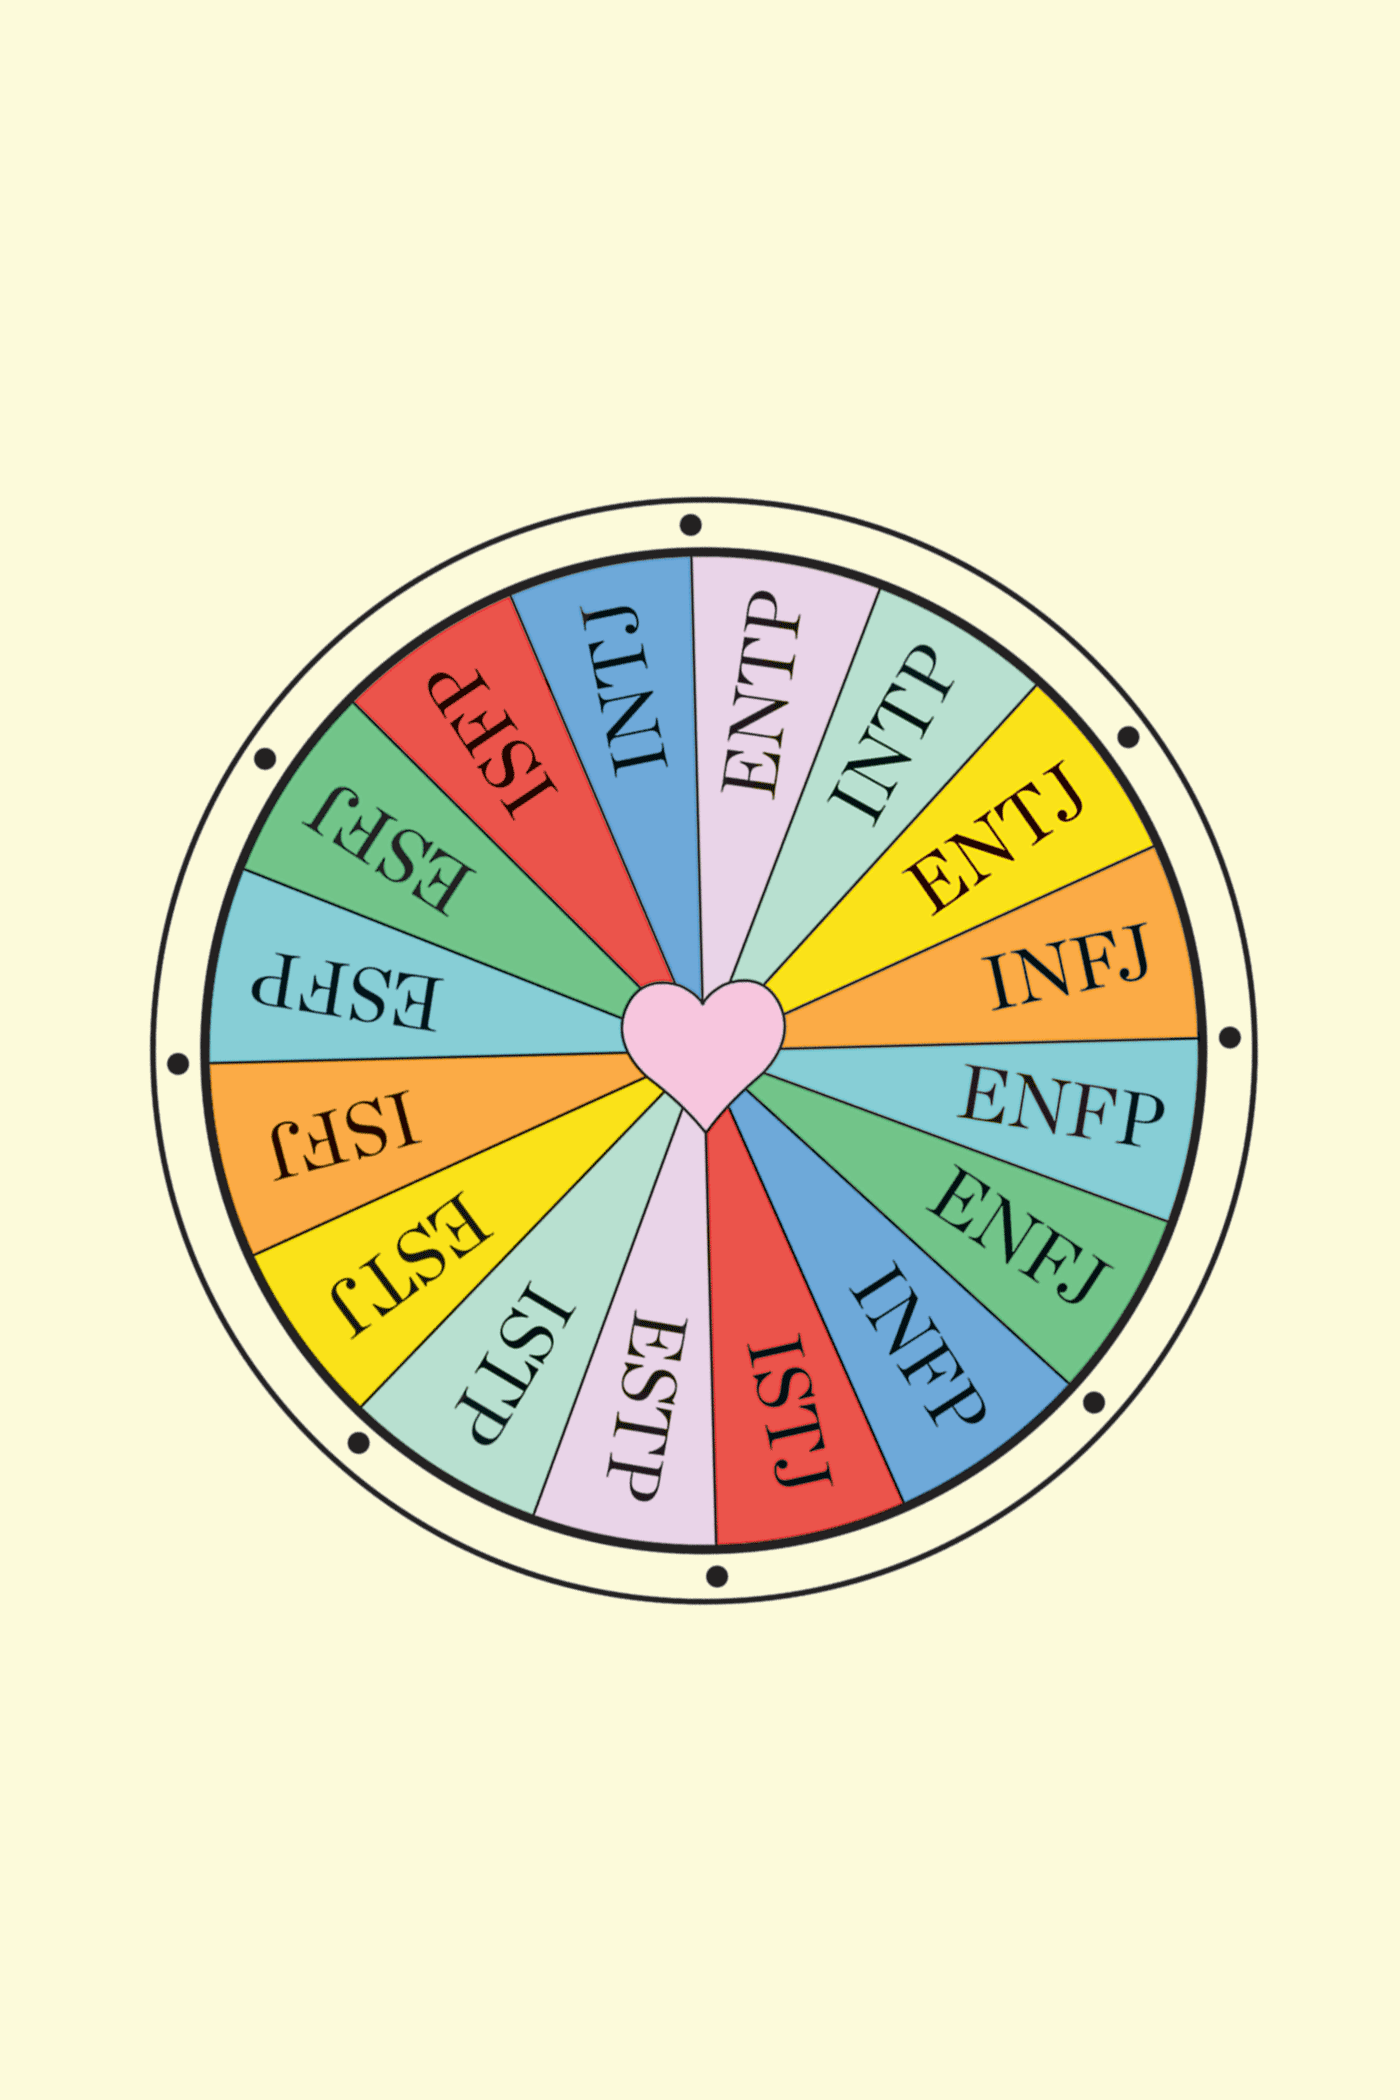 ENTP
INTP
ENTJ
INFJ
ENFP
ENFJ
INFP
ISTJ
ESTP
ISTP
ESTJ
ISFJ
ESFP
ESFJ
ISFP
INTJ